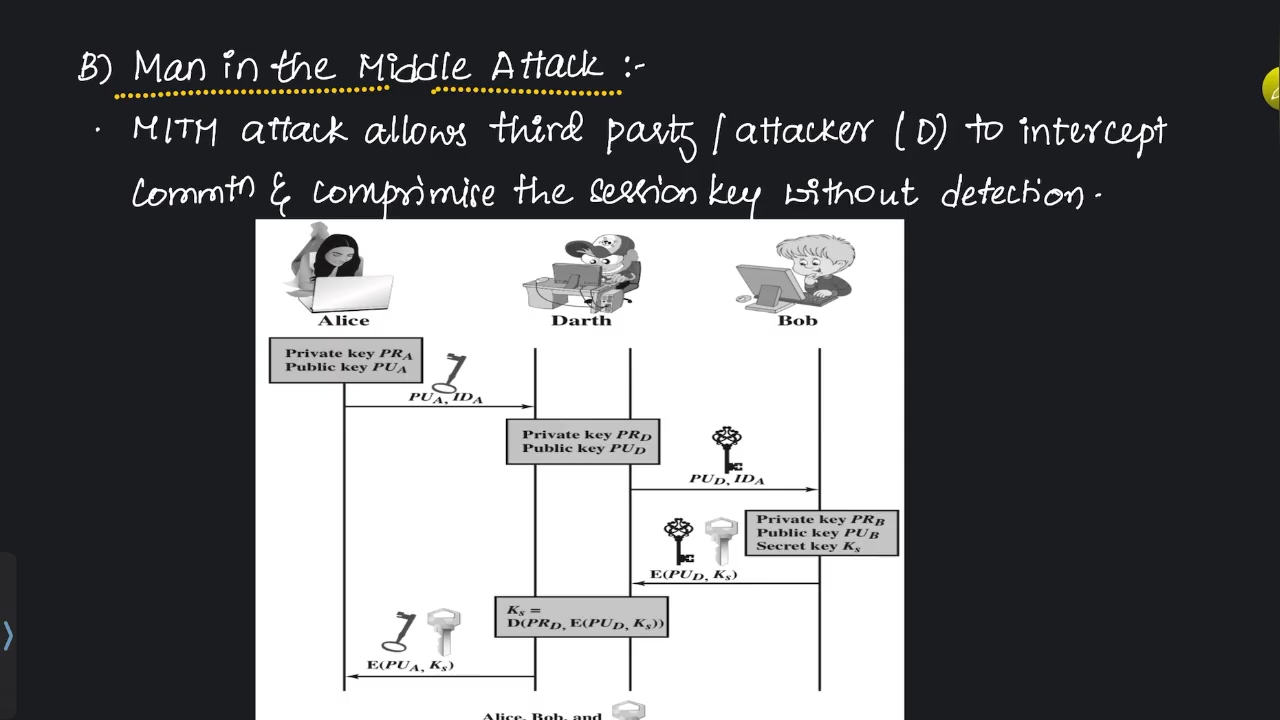 B) Man in the Middle Attack :-
· MITM attack allows third party / attacker (D) to intercept
Commtn & comprimise the session key without detection.
Alice
Darth
Bob
Private key PRA
Public key PUA
PUA, IDA
Private key PRD
Public key PUD
PUD, IDA
Private key PRB
Public key PUB
Secret key Ks
E(PUD, Ks)
Ks =
D(PRD, E(PUD, Ks))
E(PUA, Ks)
Alice, Bob, and